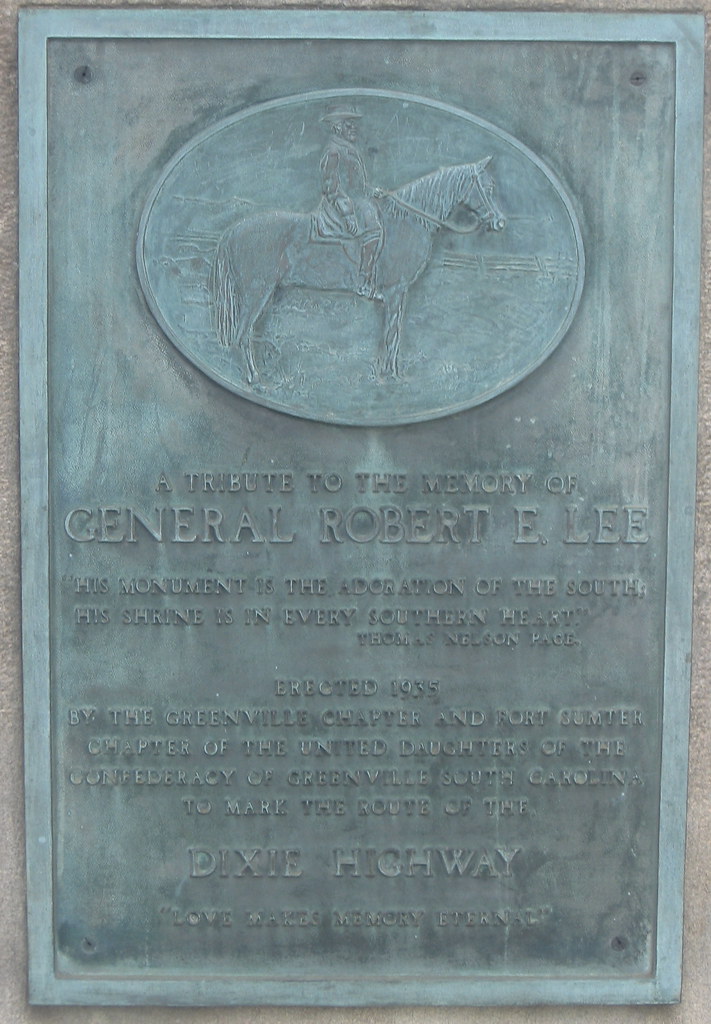 A TRIBUTE TO THE MEMORY OF
GENERAL ROBERT E. LEE
"HIS MONUMENT IS THE ADORATION OF THE SOUTH;
HIS SHRINE IS IN EVERY SOUTHERN HEART."
THOMAS NELSON PAGE.
ERECTED 1935
BY THE GREENVILLE CHAPTER AND FORT SUMTER
CHAPTER OF THE UNITED DAUGHTERS OF THE
CONFEDERACY OF GREENVILLE SOUTH CAROLINA
TO MARK THE ROUTE OF THE
DIXIE HIGHWAY
"LOVE MAKES MEMORY ETERNAL"